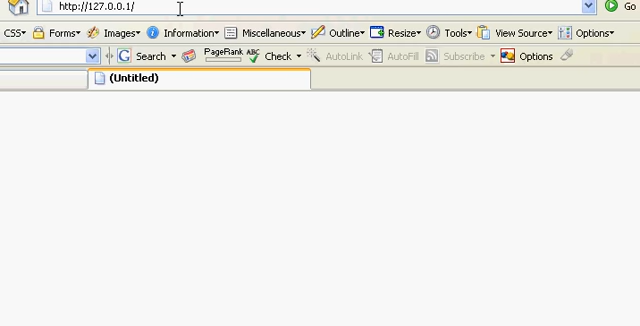 http://127.0.0.1/ Go
CSS Forms Images Information Miscellaneous Outline Resize Tools View Source Options
G Search PageRank ABC Check AutoLink AutoFill Subscribe Options
(Untitled)